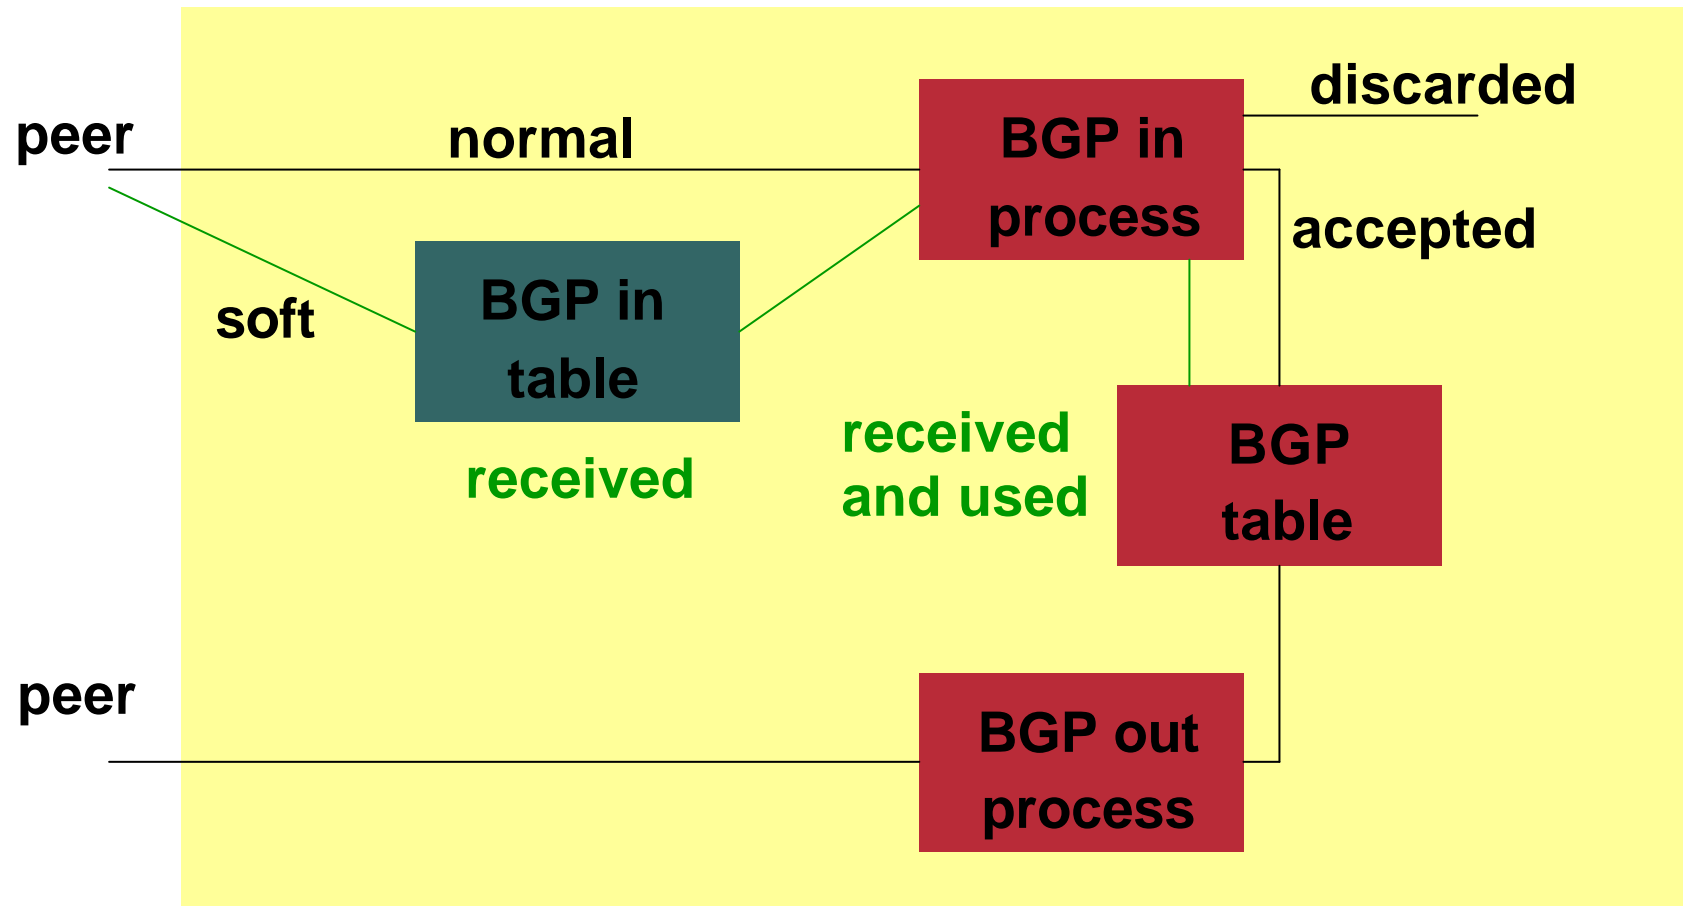 discarded
peer
normal
BGP in
process
accepted
soft
BGP in
table
received
received
and used
BGP
table
peer
BGP out
process